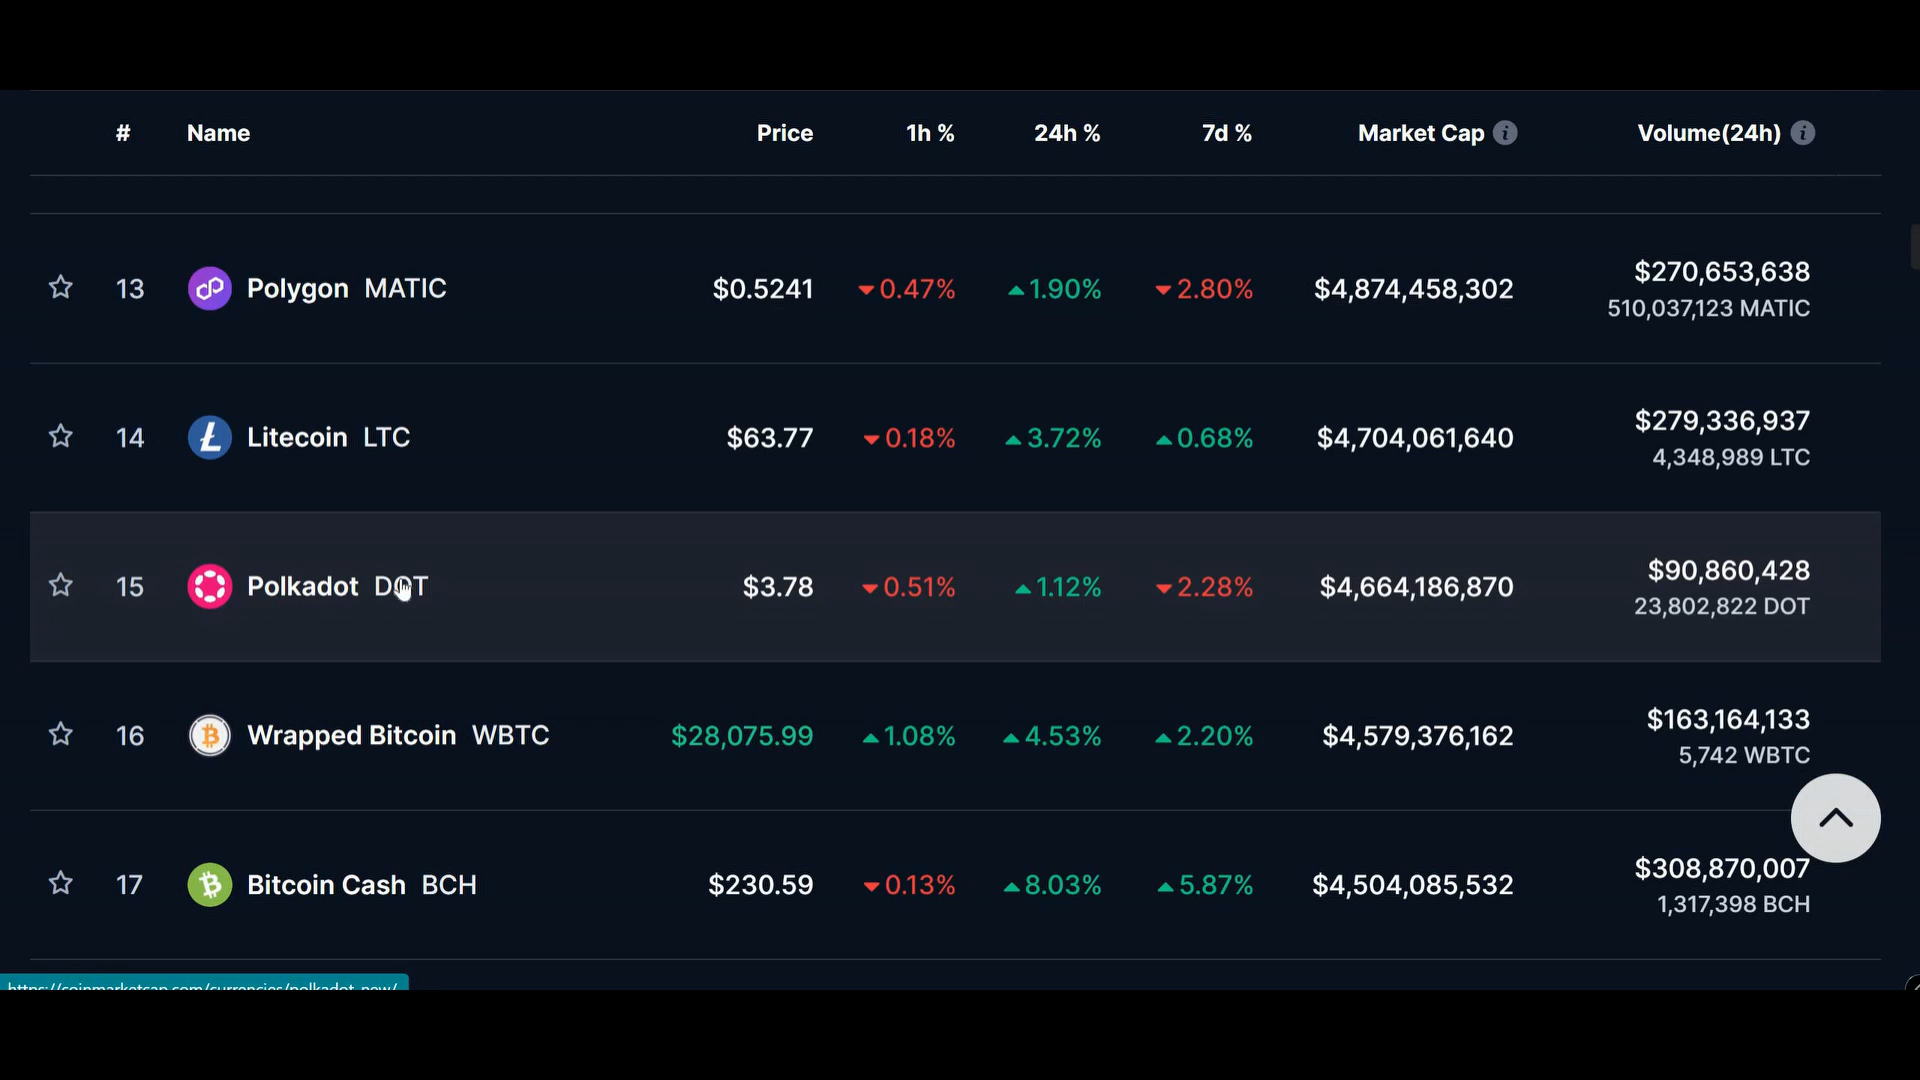 # Name Price 1h % 24h % 7d % Market Cap Volume(24h)
13 Polygon MATIC $0.5241 0.47% 1.90% 2.80% $4,874,458,302 $270,653,638
510,037,123 MATIC
14 Litecoin LTC $63.77 0.18% 3.72% 0.68% $4,704,061,640 $279,336,937
4,348,989 LTC
15 Polkadot DOT $3.78 0.51% 1.12% 2.28% $4,664,186,870 $90,860,428
23,802,822 DOT
16 Wrapped Bitcoin WBTC $28,075.99 1.08% 4.53% 2.20% $4,579,376,162 $163,164,133
5,742 WBTC
17 Bitcoin Cash BCH $230.59 0.13% 8.03% 5.87% $4,504,085,532 $308,870,007
1,317,398 BCH
https://coinmarketcap.com/currencies/polkadot-new/